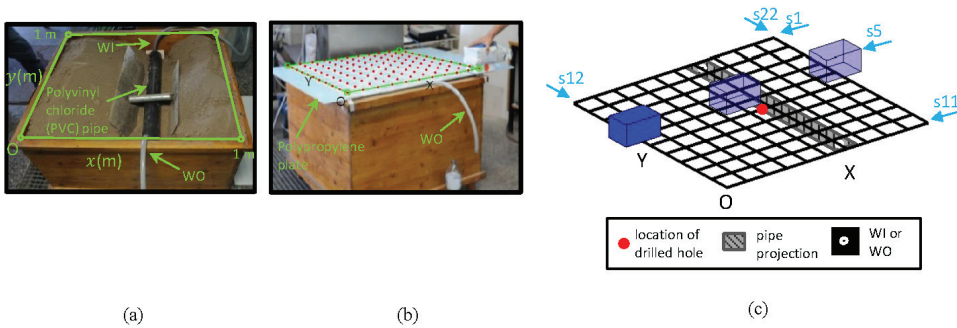 1 m
WI
y(m)
Polyvinyl
chloride
(PVC) pipe
O
x(m)
1 m
WO
Y
O
X
WO
Polypropylene
plate
s22
s1
s5
s12
s11
Y
X
O
location of
drilled hole
pipe
projection
WI or
WO
(a)
(b)
(c)